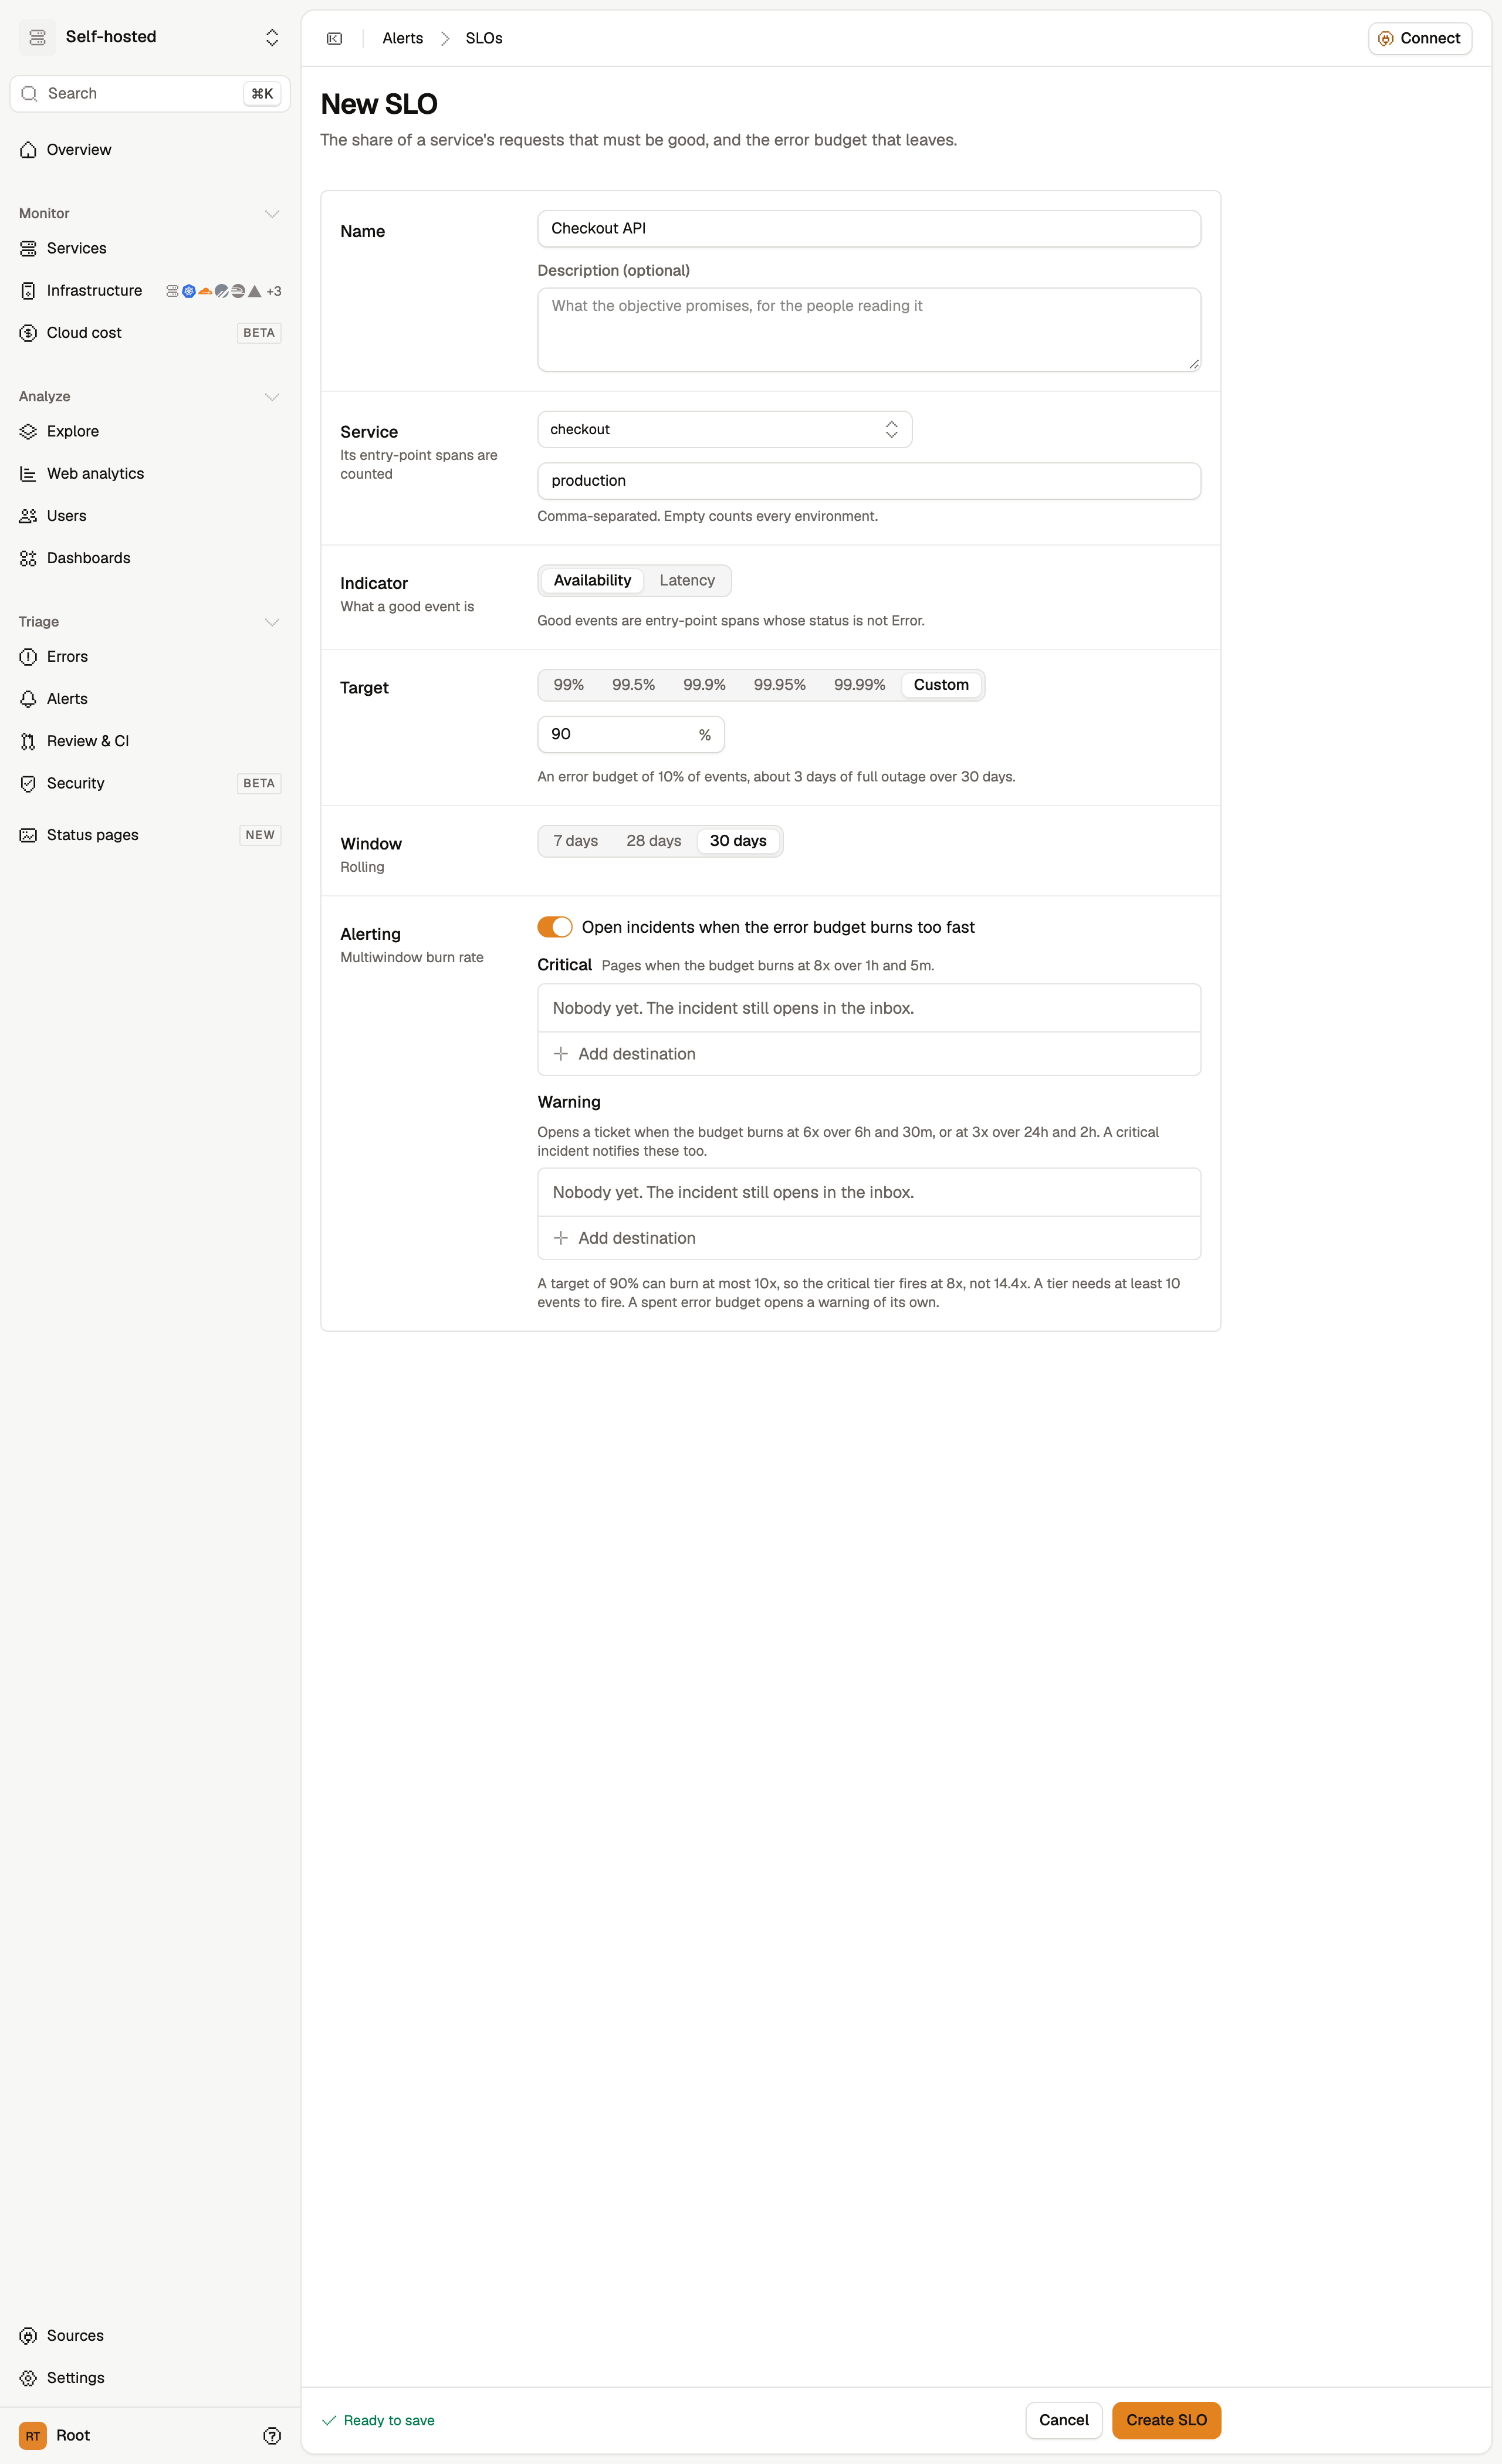 Self-hosted
Search
⌘K
Overview
Monitor
Services
Infrastructure
+3
Cloud cost
BETA
Analyze
Explore
Web analytics
Users
Dashboards
Triage
Errors
Alerts
Review & CI
Security
BETA
Status pages
NEW
Sources
Settings
RT
Root
Alerts
SLOs
Connect
New SLO
The share of a service's requests that must be good, and the error budget that leaves.
Name
Checkout API
Description (optional)
What the objective promises, for the people reading it
Service
Its entry-point spans are
counted
checkout
production
Comma-separated. Empty counts every environment.
Indicator
What a good event is
Availability
Latency
Good events are entry-point spans whose status is not Error.
Target
99%
99.5%
99.9%
99.95%
99.99%
Custom
90
%
An error budget of 10% of events, about 3 days of full outage over 30 days.
Window
Rolling
7 days
28 days
30 days
Alerting
Multiwindow burn rate
Open incidents when the error budget burns too fast
Critical Pages when the budget burns at 8x over 1h and 5m.
Nobody yet. The incident still opens in the inbox.
Add destination
Warning
Opens a ticket when the budget burns at 6x over 6h and 30m, or at 3x over 24h and 2h. A critical
incident notifies these too.
Nobody yet. The incident still opens in the inbox.
Add destination
A target of 90% can burn at most 10x, so the critical tier fires at 8x, not 14.4x. A tier needs at least 10
events to fire. A spent error budget opens a warning of its own.
Ready to save
Cancel
Create SLO